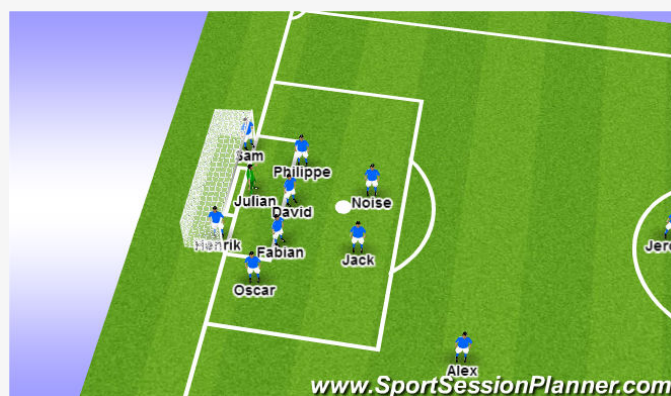 Sam
Philippe
Julian
Noise
David
Henrik
Fabian
Jack
Oscar
Alex
www.SportSessionPlanner.com